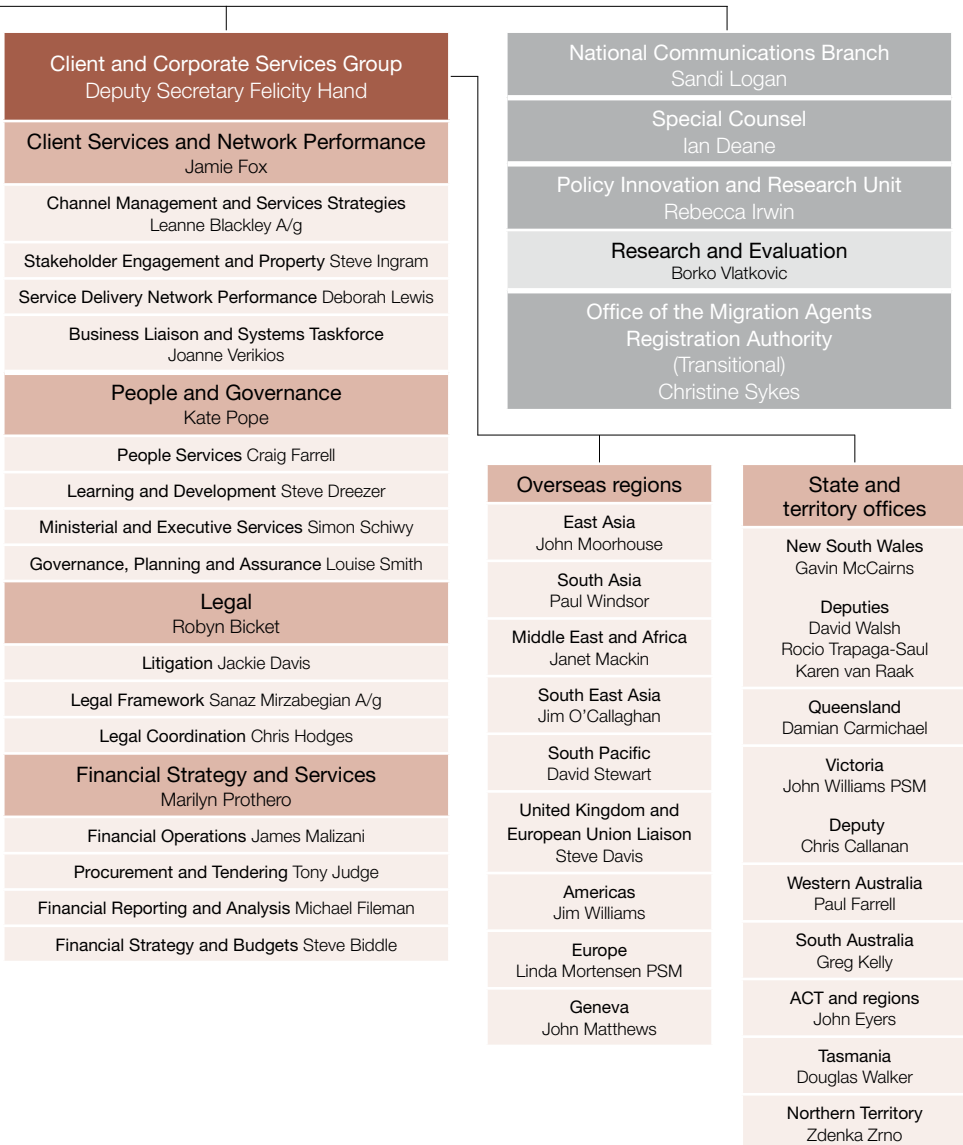 Client and Corporate Services Group
Deputy Secretary Felicity Hand
Client Services and Network Performance
Jamie Fox
Channel Management and Services Strategies
Leanne Blackley A/g
Stakeholder Engagement and Property Steve Ingram
Service Delivery Network Performance Deborah Lewis
Business Liaison and Systems Taskforce
Joanne Verikios
People and Governance
Kate Pope
People Services Craig Farrell
Learning and Development Steve Dreezer
Ministerial and Executive Services Simon Schiwy
Governance, Planning and Assurance Louise Smith
Legal
Robyn Bicket
Litigation Jackie Davis
Legal Framework Sanaz Mirzabegian A/g
Legal Coordination Chris Hodges
Financial Strategy and Services
Marilyn Prothero
Financial Operations James Malizani
Procurement and Tendering Tony Judge
Financial Reporting and Analysis Michael Fileman
Financial Strategy and Budgets Steve Biddle
National Communications Branch
Sandi Logan
Special Counsel
Ian Deane
Policy Innovation and Research Unit
Rebecca Irwin
Research and Evaluation
Borko Vlatkovic
Office of the Migration Agents
Registration Authority
(Transitional)
Christine Sykes
Overseas regions
East Asia
John Moorhouse
South Asia
Paul Windsor
Middle East and Africa
Janet Mackin
South East Asia
Jim O'Callaghan
South Pacific
David Stewart
United Kingdom and
European Union Liaison
Steve Davis
Americas
Jim Williams
Europe
Linda Mortensen PSM
Geneva
John Matthews
State and
territory offices
New South Wales
Gavin McCairns
Deputies
David Walsh
Rocio Trapaga-Saul
Karen van Raak
Queensland
Damian Carmichael
Victoria
John Williams PSM
Deputy
Chris Callanan
Western Australia
Paul Farrell
South Australia
Greg Kelly
ACT and regions
John Eyers
Tasmania
Douglas Walker
Northern Territory
Zdenka Zrno